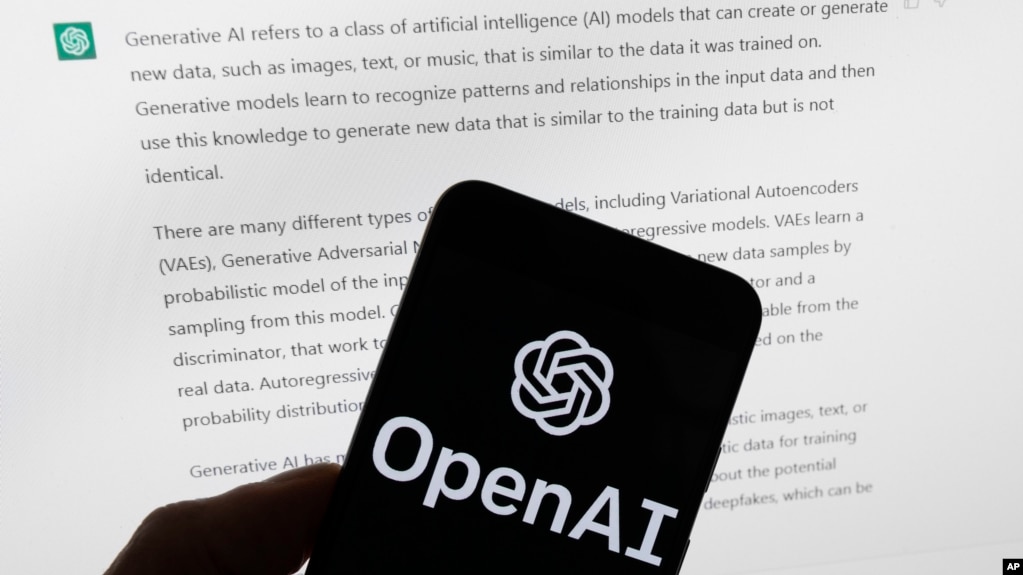 Generative AI refers to a class of artificial intelligence (AI) models that can create or generate
new data, such as images, text, or music, that is similar to the data it was trained on.
Generative models learn to recognize patterns and relationships in the input data and then
use this knowledge to generate new data that is similar to the training data but is not
identical.
There are many different types of dels, including Variational Autoencoders
(VAEs), Generative Adversarial N regressive models. VAEs learn a
probabilistic model of the inp new data samples by
sampling from this model. G tor and a
discriminator, that work to able from the
real data. Autoregressive ed on the
probability distribution
Generative AI has istic images, text, or
tic data for training
bout the potential
deepfakes, which can be
OpenAI
AP